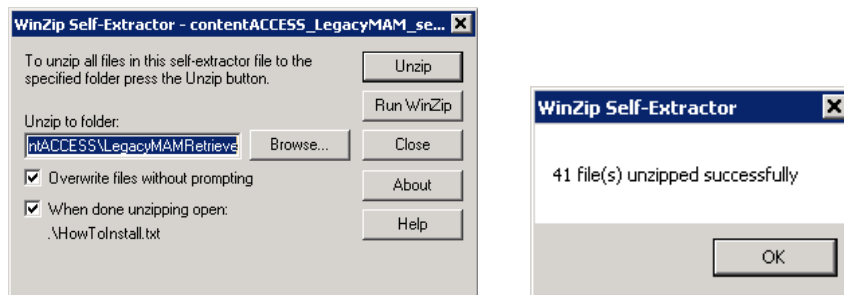 WinZip Self-Extractor - contentACCESS_LegacyMAM_se...
To unzip all files in this self-extractor file to the
specified folder press the Unzip button.
Unzip to folder:
ntACCESS\LegacyMAMRetrieve
Browse...
Overwrite files without prompting
When done unzipping open:
.\HowToInstall.txt
Unzip
Run WinZip
Close
About
Help
WinZip Self-Extractor
41 file(s) unzipped successfully
OK